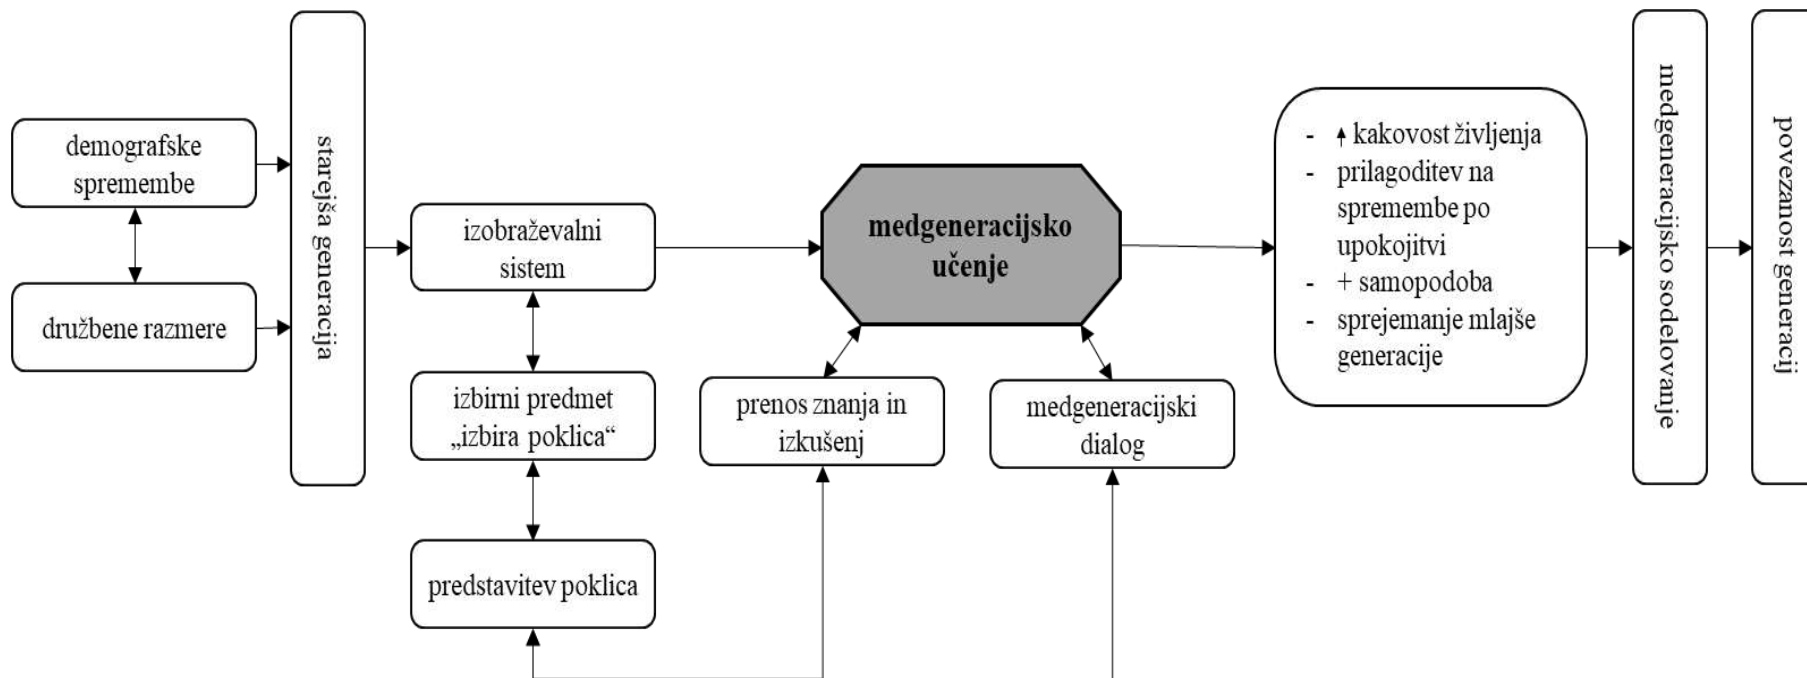 demografske
spremembe
družbene razmere
starejša generacija
izobraževalni
sistem
izbirni predmet
„izbira poklica“
predstavitev poklica
medgeneracijsko
učenje
prenos znanja in
izkušenj
medgeneracijski
dialog
- ↑ kakovost življenja
- prilagoditev na
spremembe po
upokojitvi
- + samopodoba
- sprejemanje mlajše
generacije
medgeneracijsko sodelovanje
povezanost generacij